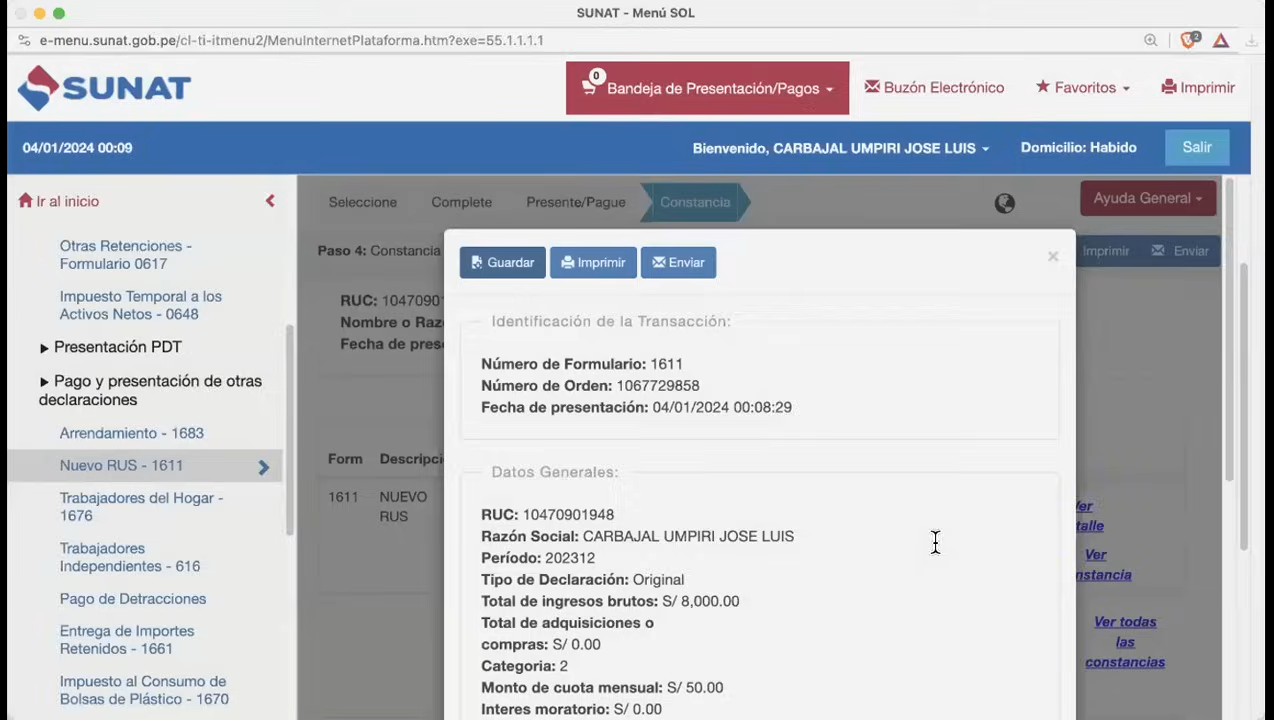 SUNAT - Menú SOL
e-menu.sunat.gob.pe/cl-ti-itmenu2/MenuInternetPlataforma.htm?exe=55.1.1.1.1
2
SUNAT
0
Bandeja de Presentación/Pagos
Buzón Electrónico
Favoritos
Imprimir
04/01/2024 00:09
Bienvenido, CARBAJAL UMPIRI JOSE LUIS
Domicilio: Habido
Salir
Ir al inicio
Otras Retenciones -
Formulario 0617
Impuesto Temporal a los
Activos Netos - 0648
Presentación PDT
Pago y presentación de otras
declaraciones
Arrendamiento - 1683
Nuevo RUS - 1611
Trabajadores del Hogar -
1676
Trabajadores
Independientes - 616
Pago de Detracciones
Entrega de Importes
Retenidos - 1661
Impuesto al Consumo de
Bolsas de Plástico - 1670
Seleccione
Complete
Presente/Pague
Constancia
Ayuda General
Paso 4: Constancia
Imprimir
Enviar
RUC: 1047090
Nombre o Raz
Fecha de pres
Form
Descripci
1611
NUEVO
RUS
Ver
talle
Ver
nstancia
Ver todas
las
constancias
Guardar
Imprimir
Enviar
×
Identificación de la Transacción:
Número de Formulario: 1611
Número de Orden: 1067729858
Fecha de presentación: 04/01/2024 00:08:29
Datos Generales:
RUC: 10470901948
Razón Social: CARBAJAL UMPIRI JOSE LUIS
Período: 202312
Tipo de Declaración: Original
Total de ingresos brutos: S/ 8,000.00
Total de adquisiciones o
compras: S/ 0.00
Categoria: 2
Monto de cuota mensual: S/ 50.00
Interes moratorio: S/ 0.00